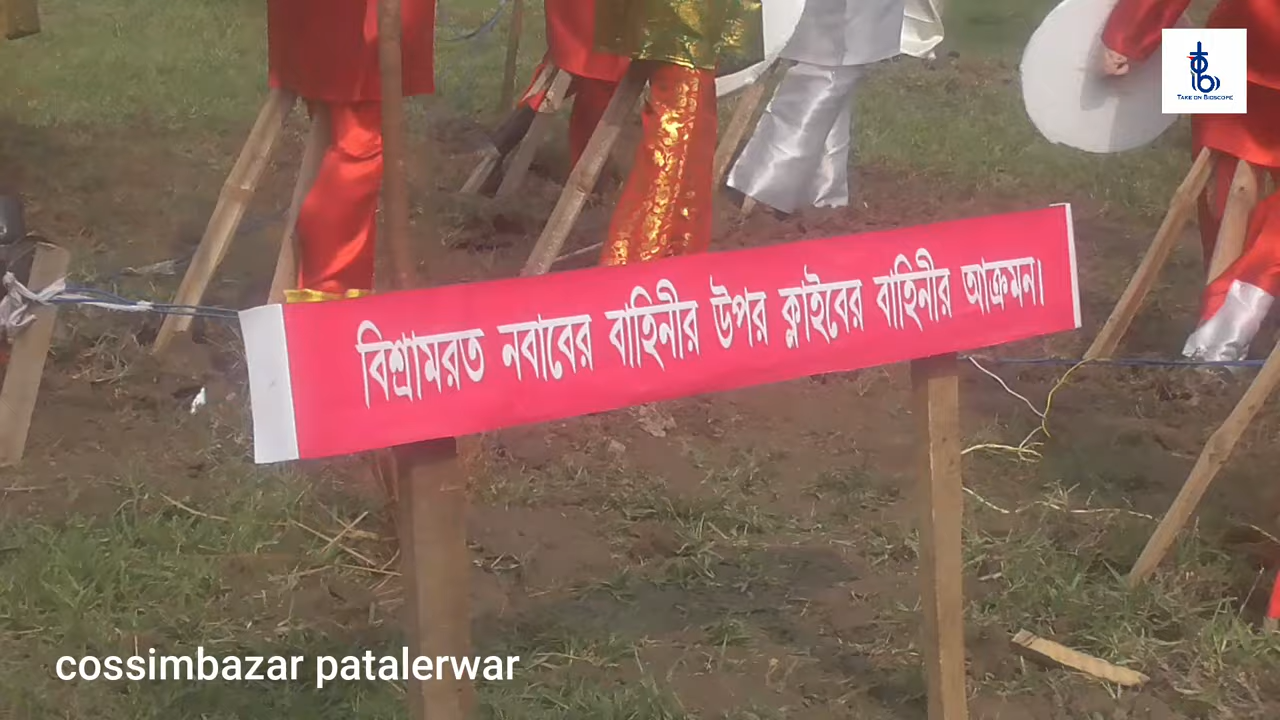 TAKE ON BIOSCOPE
বিশ্রামরত নবাবের বাহিনীর উপর ক্লাইবের বাহিনীর আক্রমন।
cossimbazar patalerwar